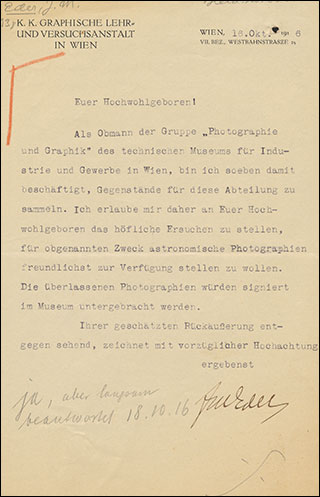 Eder, J. M.
K. K. GRAPHISCHE LEHR-
UND VERSUCHSANSTALT
IN WIEN
WIEN, 16. Okt. 1916
VII. BEZ., WESTBAHNSTRASZE 25
Euer Hochwohlgeboren!
Als Obmann der Gruppe „Photographie
und Graphik" des technischen Museums für Indu-
strie und Gewerbe in Wien, bin ich soeben damit
beschäftigt, Gegenstände für diese Abteilung zu
sammeln. Ich erlaube mir daher an Euer Hoch-
wohlgeboren das höfliche Ersuchen zu stellen,
für obgenannten Zweck astronomische Photographien
freundlichst zur Verfügung stellen zu wollen.
Die überlassenen Photographien würden signiert
im Museum untergebracht werden.
Ihrer geschätzten Rückäußerung ent-
gegen sehend, zeichnet mit vorzüglicher Hochachtung
ergebenst
ja, aber langsam
beantwortet 18.10.16
JMEder